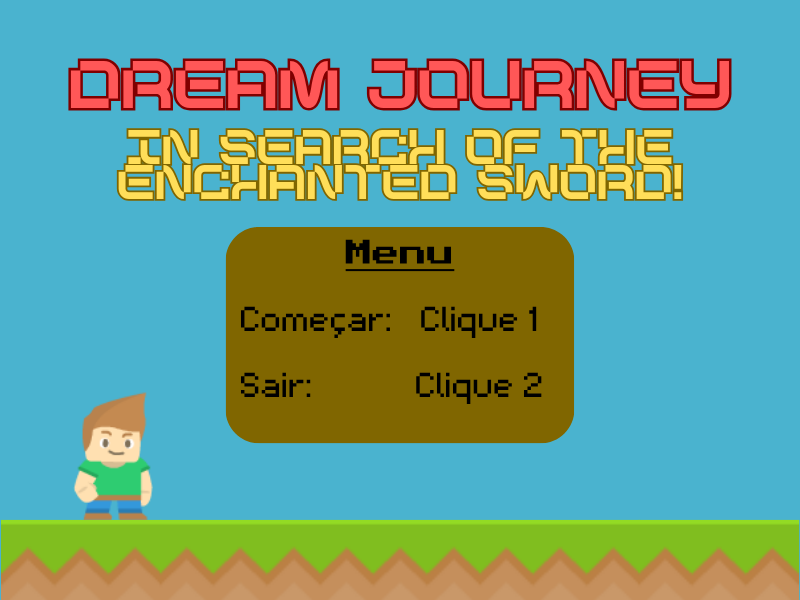 DREAM JOURNEY
IN SEARCH OF THE
ENCHANTED SWORD!
Menu
Começar: Clique 1
Sair: Clique 2